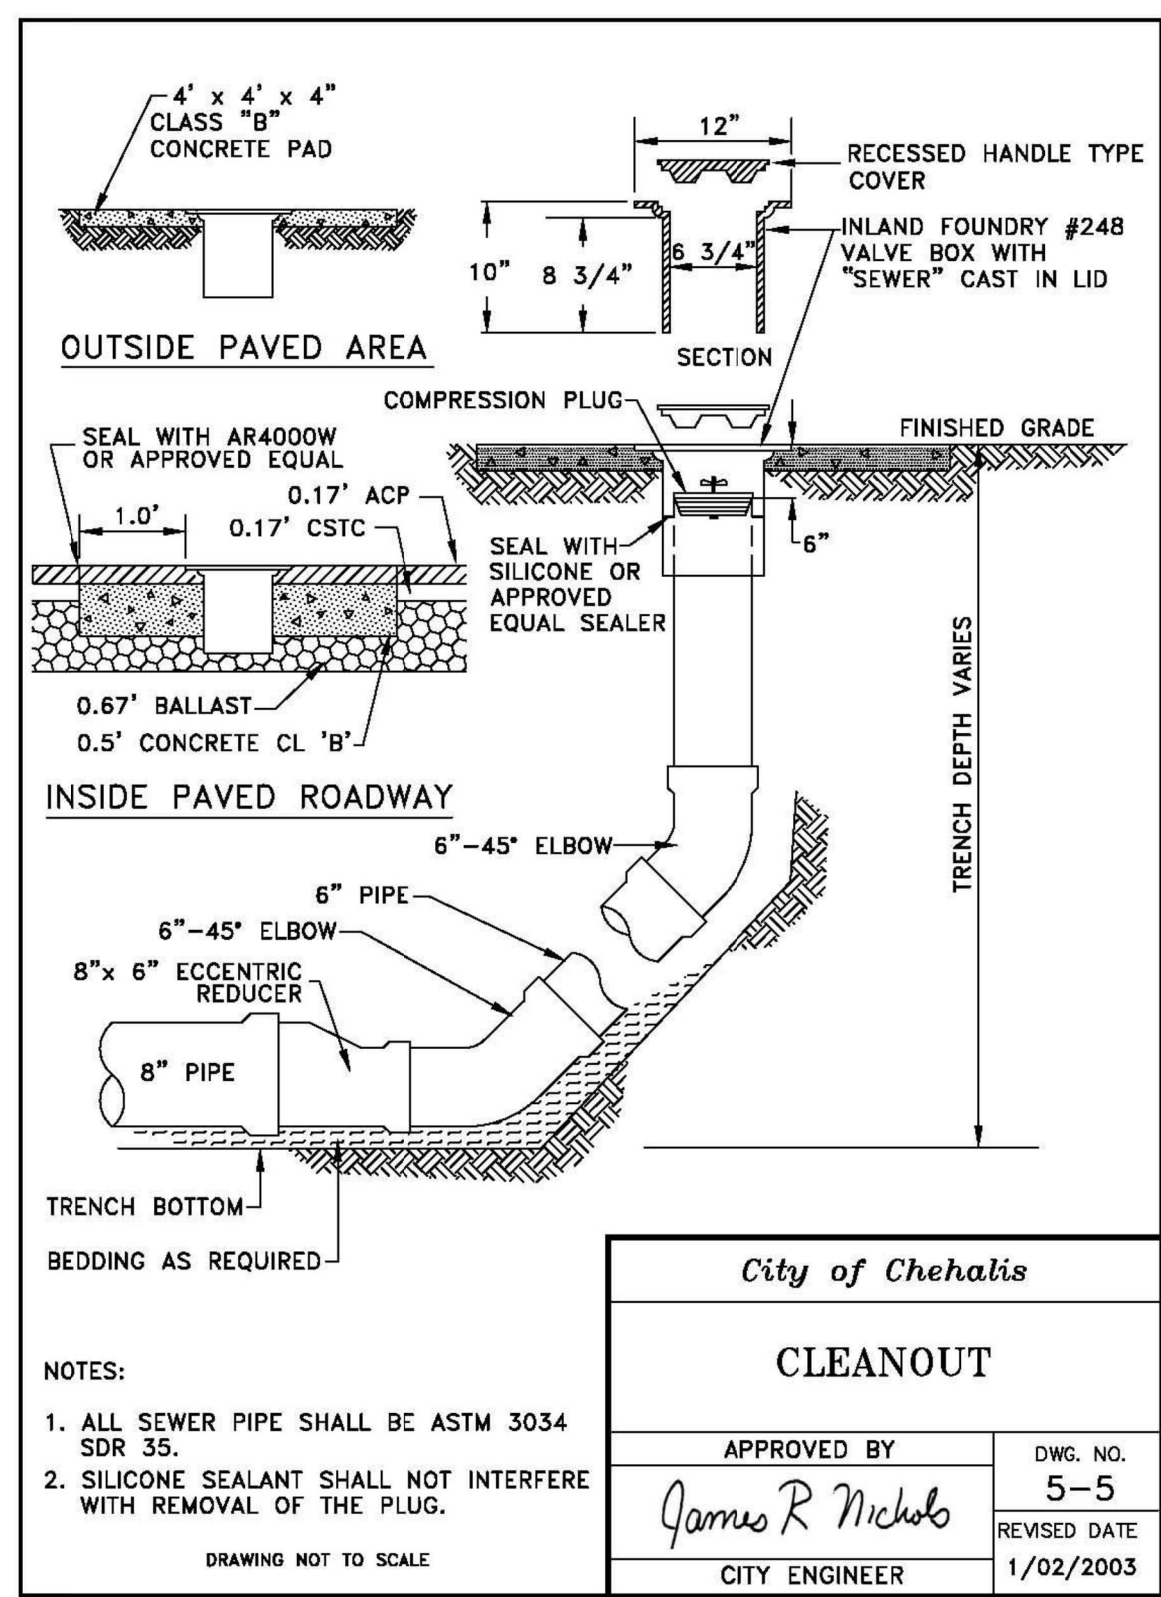 4' x 4' x 4"
CLASS "B"
CONCRETE PAD
OUTSIDE PAVED AREA
12"
RECESSED HANDLE TYPE
COVER
INLAND FOUNDRY #248
VALVE BOX WITH
"SEWER" CAST IN LID
10"
8 3/4"
6 3/4"
SECTION
COMPRESSION PLUG
FINISHED GRADE
SEAL WITH AR4000W
OR APPROVED EQUAL
0.17' ACP
1.0'
0.17' CSTC
SEAL WITH
SILICONE OR
APPROVED
EQUAL SEALER
6"
0.67' BALLAST
0.5' CONCRETE CL 'B'
INSIDE PAVED ROADWAY
TRENCH DEPTH VARIES
6"-45° ELBOW
6" PIPE
6"-45° ELBOW
8"x 6" ECCENTRIC
REDUCER
8" PIPE
TRENCH BOTTOM
BEDDING AS REQUIRED
NOTES:
1. ALL SEWER PIPE SHALL BE ASTM 3034
SDR 35.
2. SILICONE SEALANT SHALL NOT INTERFERE
WITH REMOVAL OF THE PLUG.
DRAWING NOT TO SCALE
City of Chehalis
CLEANOUT
APPROVED BY
James R Nichols
CITY ENGINEER
DWG. NO.
5-5
REVISED DATE
1/02/2003